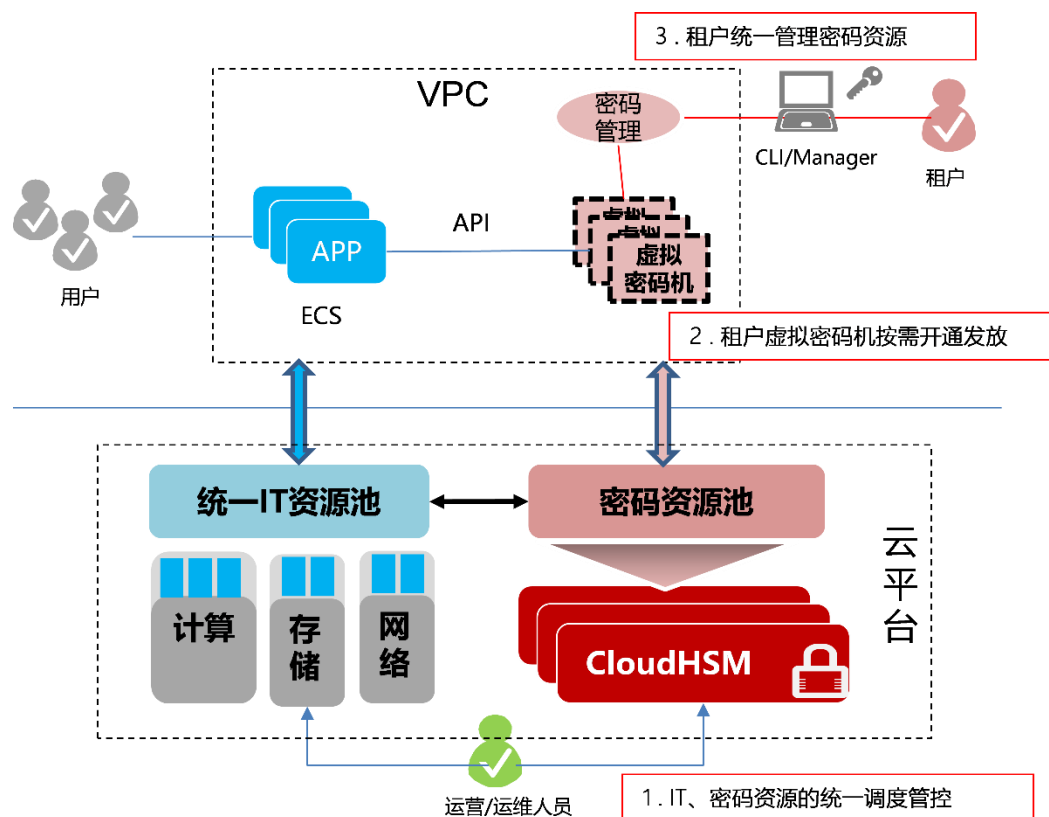 3 . 租户统一管理密码资源
VPC
密码
管理
CLI/Manager
租户
用户
APP
API
ECS
虚拟
虚拟
虚拟
密码机
2 . 租户虚拟密码机按需开通发放
统一IT资源池
密码资源池
云平台
计算
存储
网络
CloudHSM
运营/运维人员
1 . IT、密码资源的统一调度管控